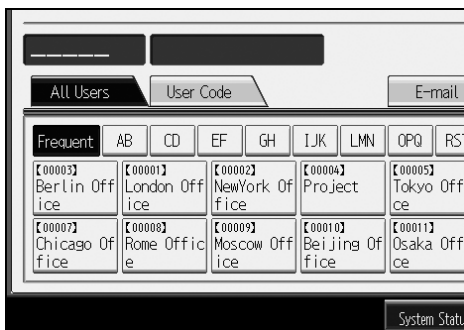 _ _ _ _ _
All Users User Code E-mail
Frequent AB CD EF GH IJK LMN OPQ RST
【00003】 【00001】 【00002】 【00004】 【00005】
Berlin Off London Off NewYork Of Project Tokyo Off
ice ice fice ce
【00007】 【00008】 【00009】 【00010】 【00011】
Chicago Of Rome Offic Moscow Off Beijing Of Osaka Off
fice e ice fice ce
System Statu